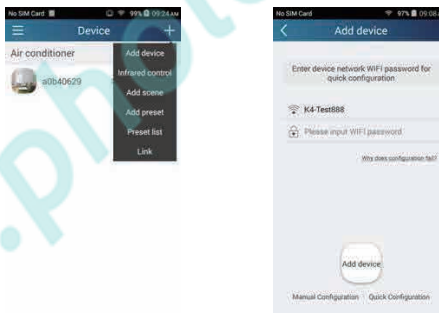 No SIM Card 99% 09:24 AM
Device
Air conditioner
a0b40629
Add device
Infrared control
Add scene
Add preset
Preset list
Link
No SIM Card 97% 09:08
Add device
Enter device network WIFI password for
quick configuration
K4-Test888
Please input WIFI password
Why does configuration fail?
Add device
Manual Configuration Quick Configuration